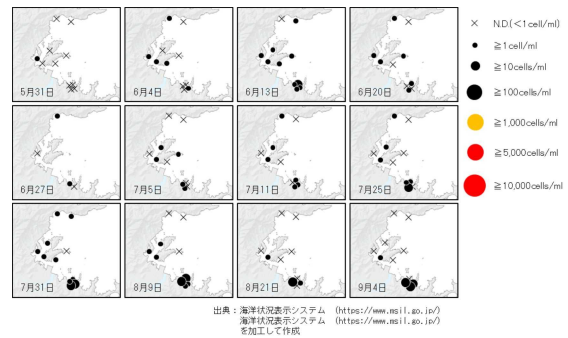 5月31日
6月4日
6月13日
6月20日
6月27日
7月5日
7月11日
7月25日
7月31日
8月9日
8月21日
9月4日
N.D.(<1cell/ml)
≧1cell/ml
≧10cells/ml
≧100cells/ml
≧1,000cells/ml
≧5,000cells/ml
≧10,000cells/ml
出典：海洋状況表示システム (https://www.msil.go.jp/)
海洋状況表示システム (https://www.msil.go.jp/)
を加工して作成